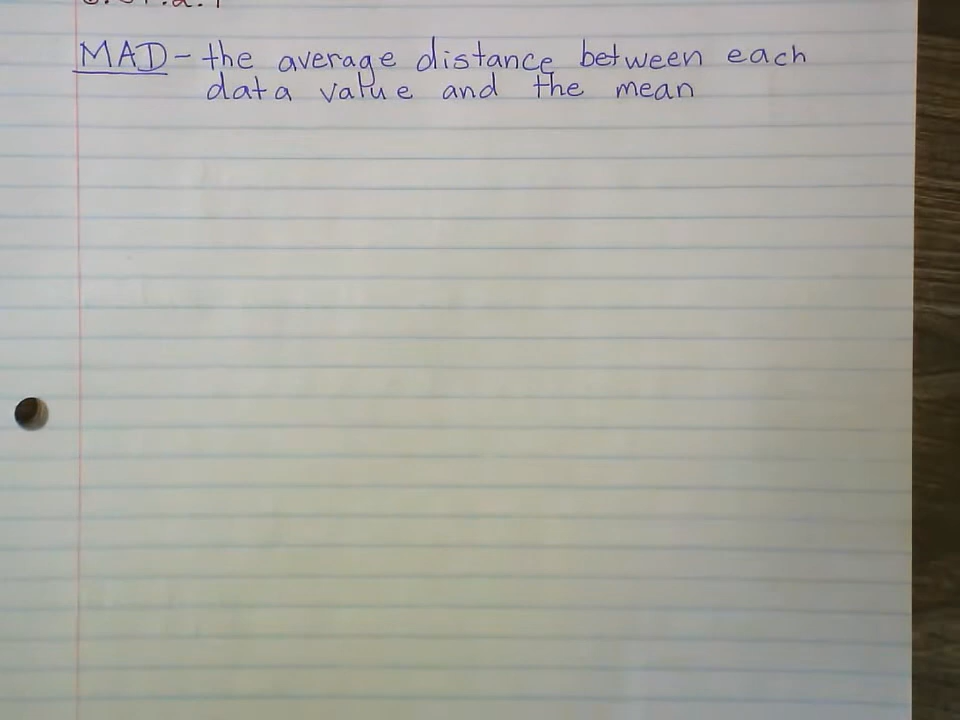 MAD - the average distance between each
data value and the mean